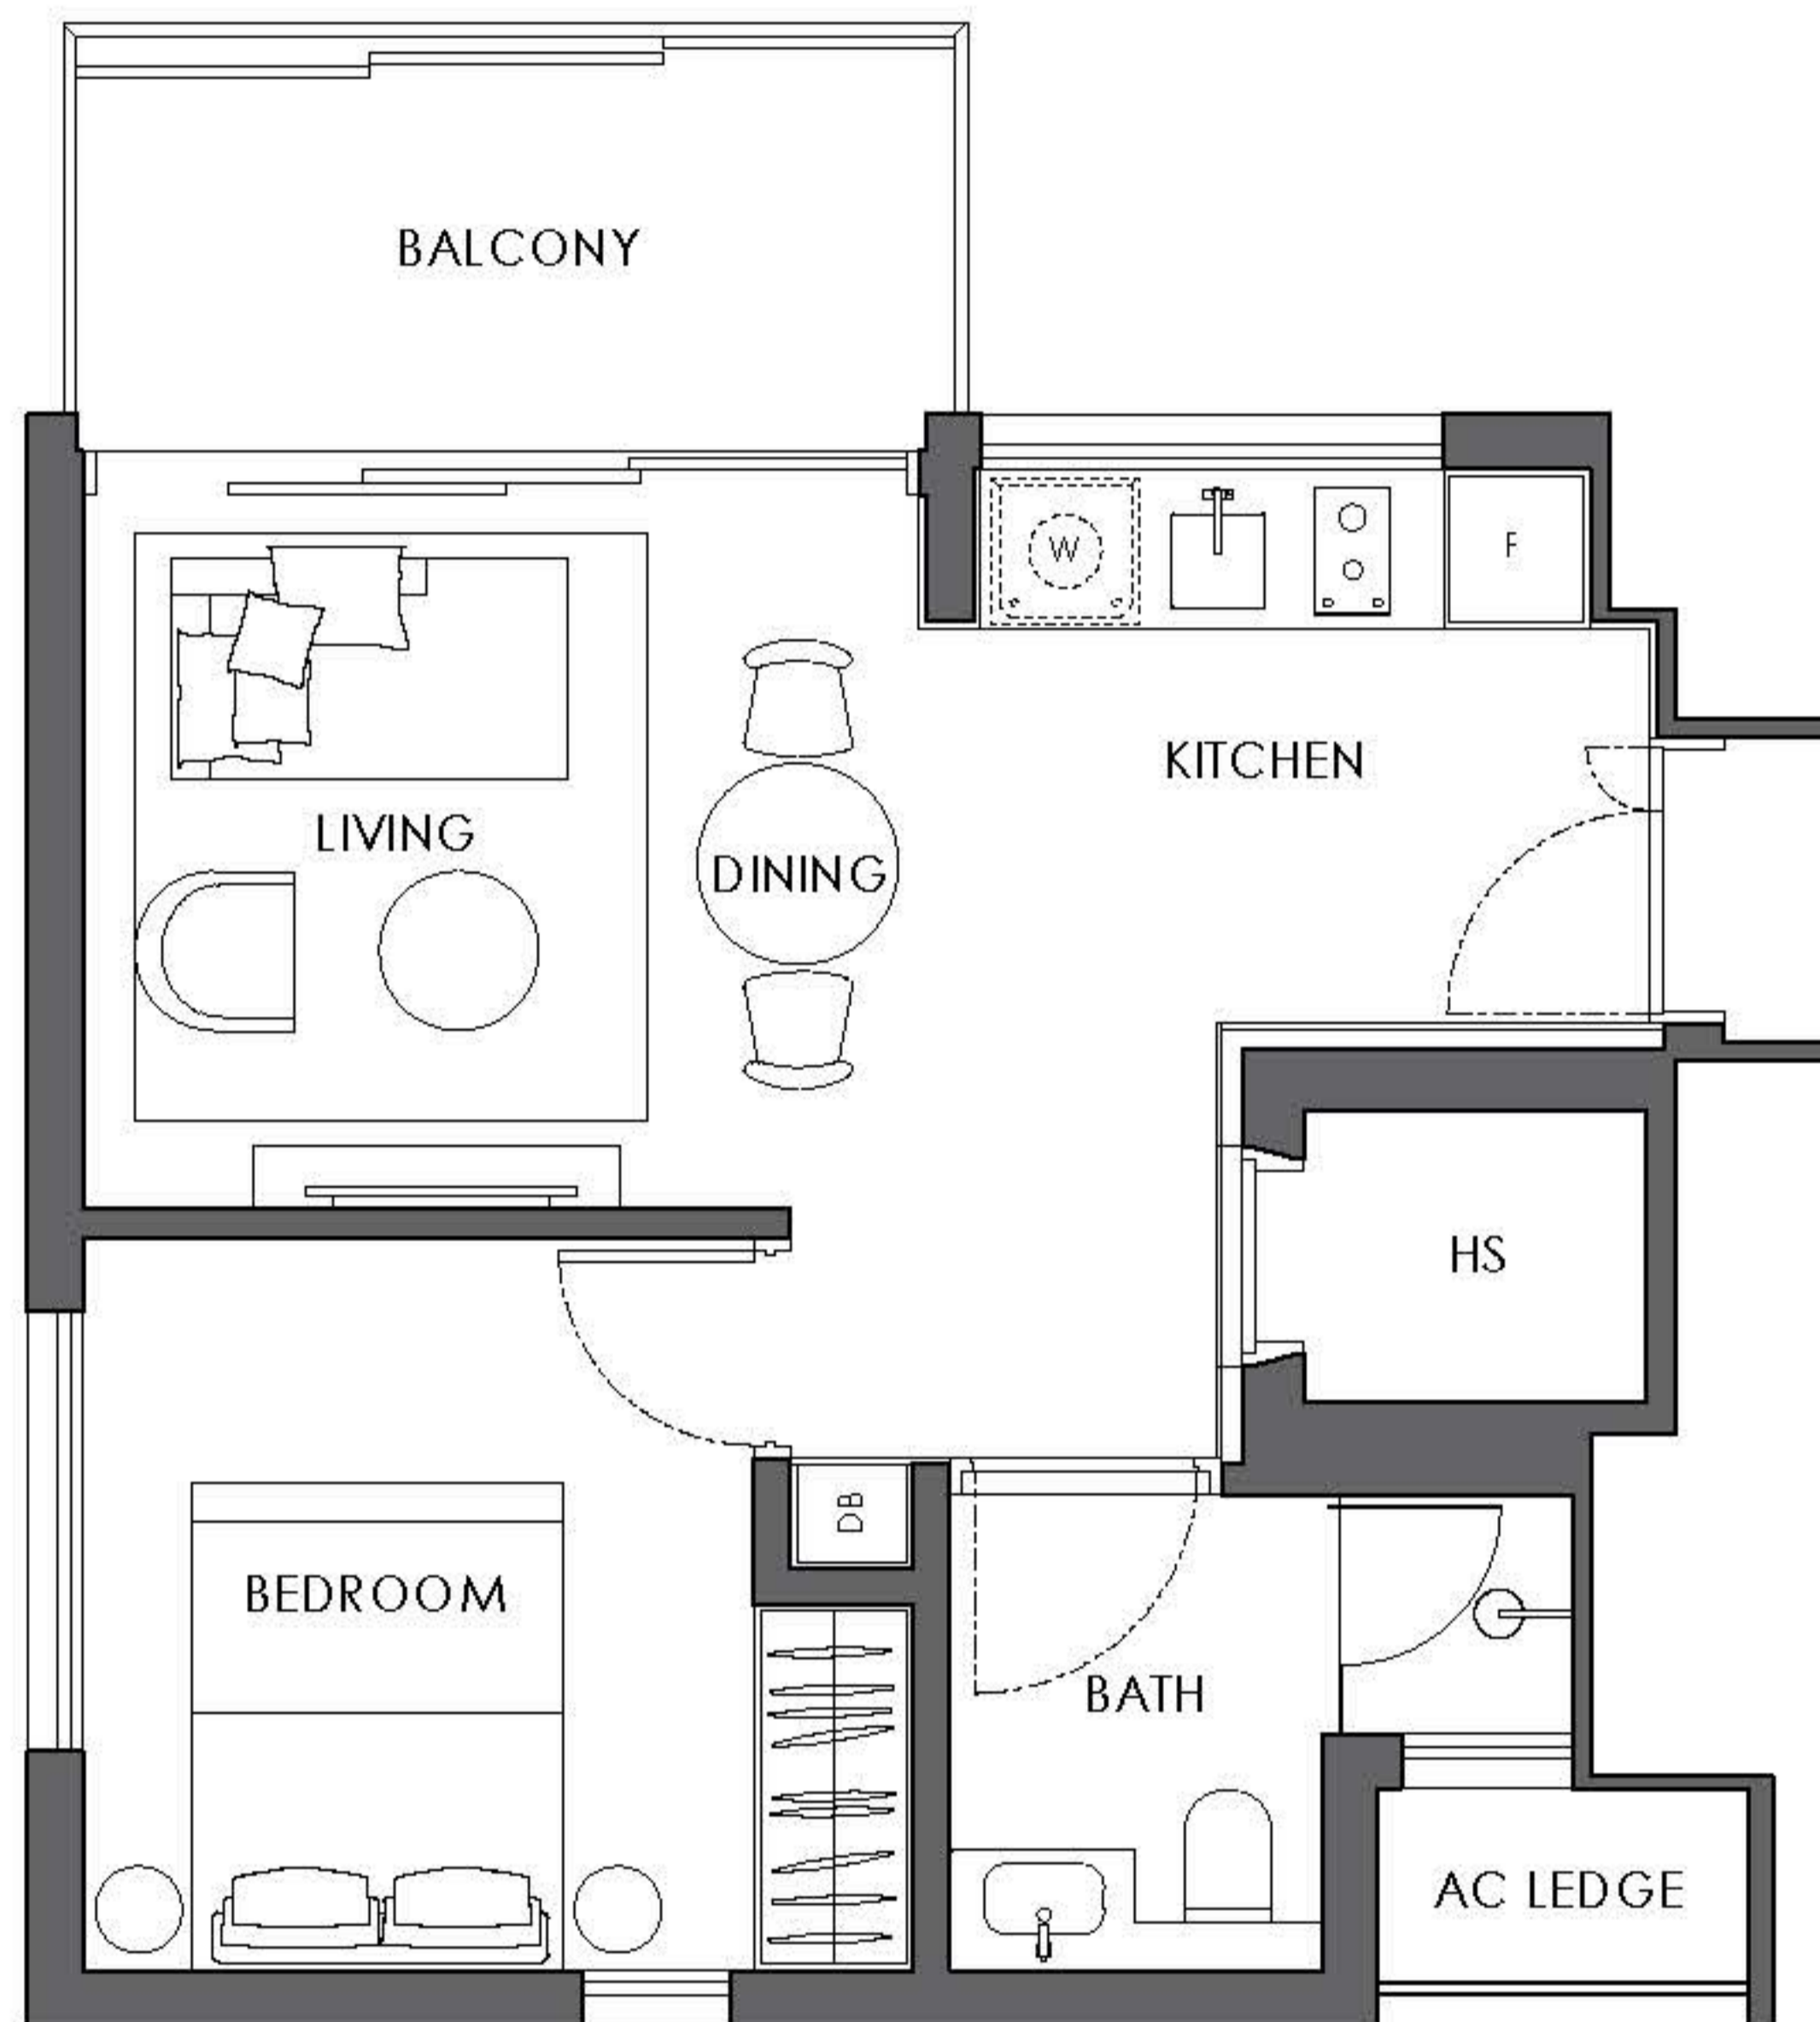 BALCONY
W
F
KITCHEN
LIVING
DINING
HS
DB
BEDROOM
BATH
AC LEDGE